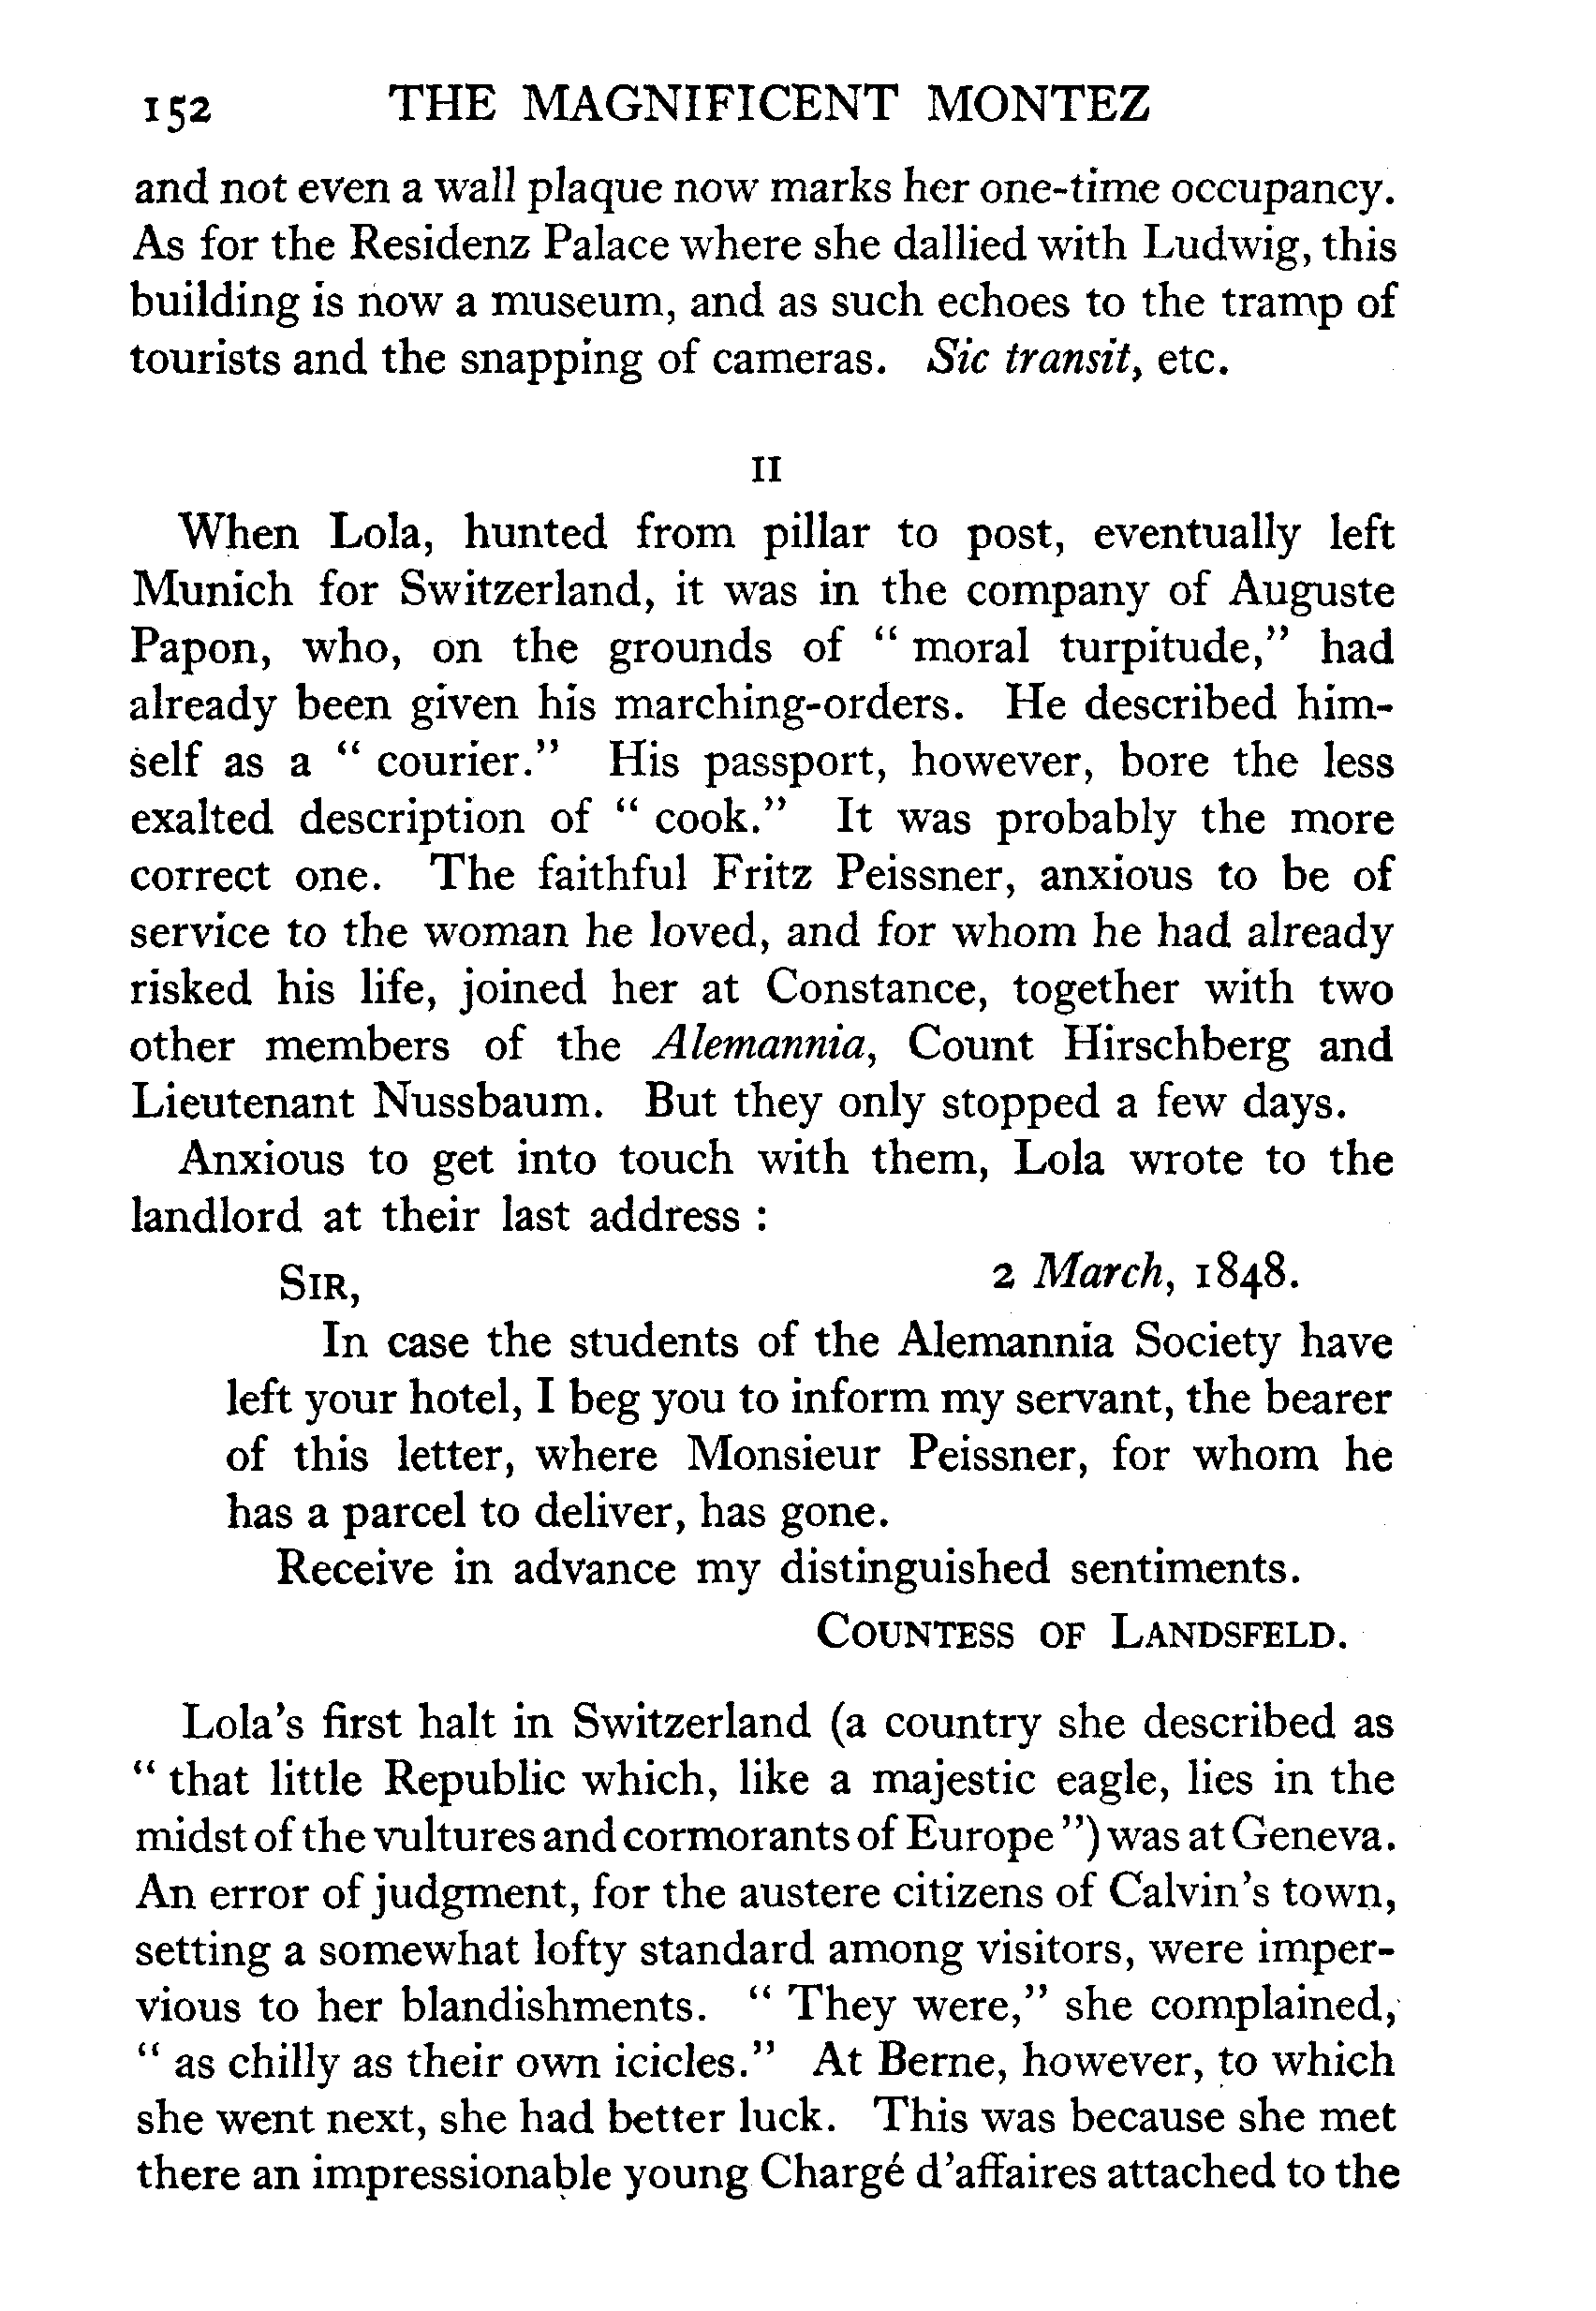 152 THE MAGNIFICENT MONTEZ
and not even a wall plaque now marks her one-time occupancy.
As for the Residenz Palace where she dallied with Ludwig, this
building is now a museum, and as such echoes to the tramp of
tourists and the snapping of cameras. Sic transit, etc.
II
When Lola, hunted from pillar to post, eventually left
Munich for Switzerland, it was in the company of Auguste
Papon, who, on the grounds of " moral turpitude," had
already been given his marching-orders. He described him-
self as a " courier." His passport, however, bore the less
exalted description of " cook." It was probably the more
correct one. The faithful Fritz Peissner, anxious to be of
service to the woman he loved, and for whom he had already
risked his life, joined her at Constance, together with two
other members of the Alemannia, Count Hirschberg and
Lieutenant Nussbaum. But they only stopped a few days.
Anxious to get into touch with them, Lola wrote to the
landlord at their last address :
SIR, 2 March, 1848.
In case the students of the Alemannia Society have
left your hotel, I beg you to inform my servant, the bearer
of this letter, where Monsieur Peissner, for whom he
has a parcel to deliver, has gone.
Receive in advance my distinguished sentiments.
COUNTESS OF LANDSFELD.
Lola's first halt in Switzerland (a country she described as
" that little Republic which, like a majestic eagle, lies in the
midst of the vultures and cormorants of Europe ") was at Geneva.
An error of judgment, for the austere citizens of Calvin's town,
setting a somewhat lofty standard among visitors, were imper-
vious to her blandishments. " They were," she complained,
" as chilly as their own icicles." At Berne, however, to which
she went next, she had better luck. This was because she met
there an impressionable young Chargé d'affaires attached to the